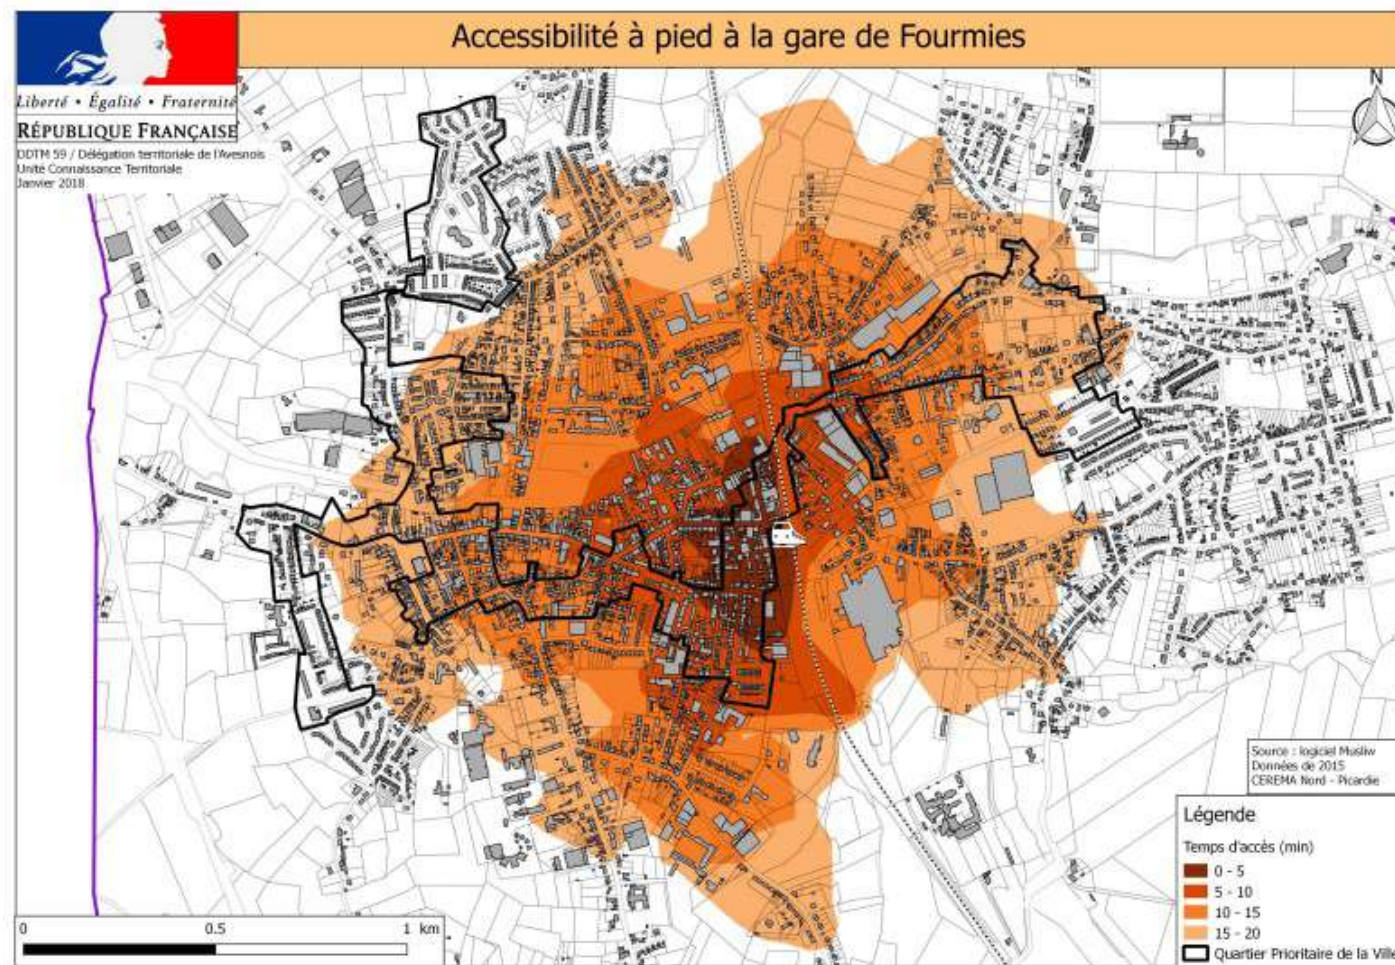 Accessibilité à pied à la gare de Fourmies
Liberté • Égalité • Fraternité
RÉPUBLIQUE FRANÇAISE
DDTM 59 / Délégation territoriale de l'Avesnois
Unité Connaissance Territoriale
Janvier 2018
N
Source : logiciel Musliw
Données de 2015
CEREMA Nord - Picardie
Légende
Temps d'accès (min)
0 - 5
5 - 10
10 - 15
15 - 20
Quartier Prioritaire de la Vill
0 0.5 1 km